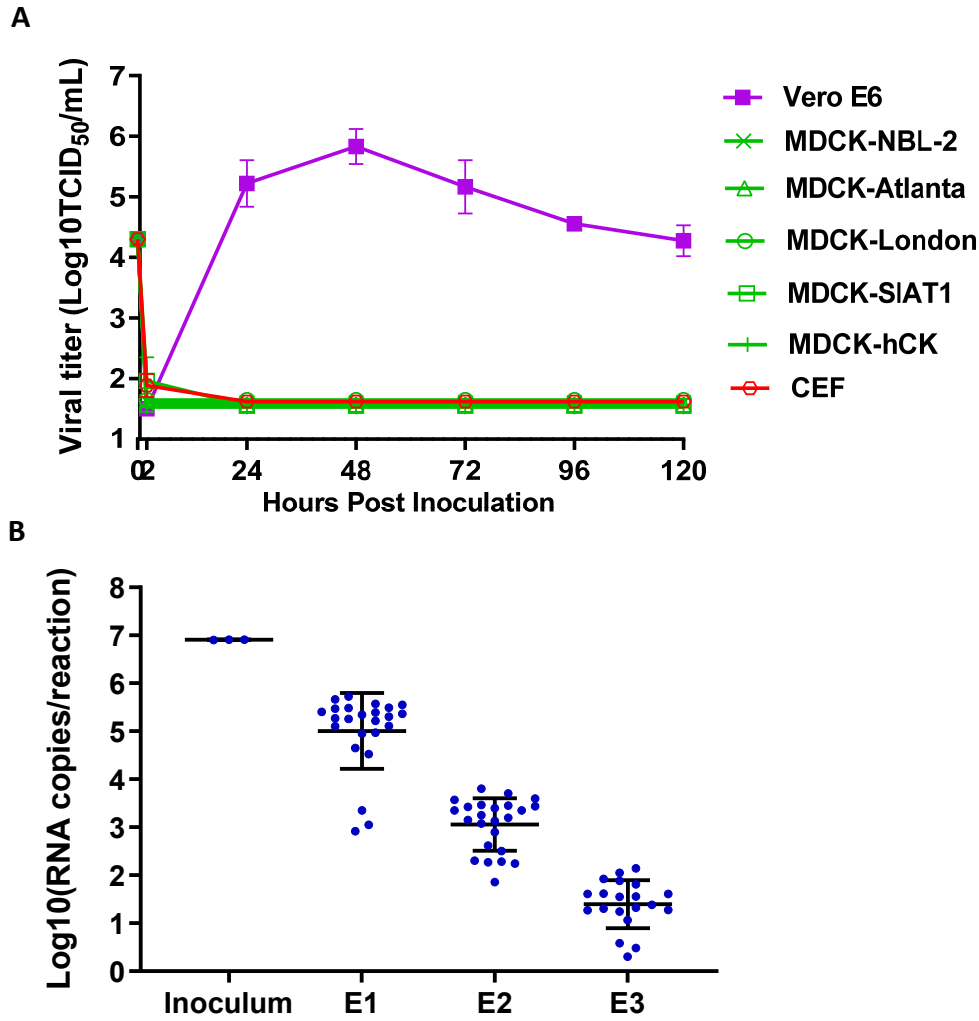 A
Viral titer (Log10TCID50/mL)
7
6
5
4
3
2
1
0 2 24 48 72 96 120
Hours Post Inoculation
Vero E6
MDCK-NBL-2
MDCK-Atlanta
MDCK-London
MDCK-SIAT1
MDCK-hCK
CEF
B
Log10(RNA copies/reaction)
8
7
6
5
4
3
2
1
0
Inoculum E1 E2 E3